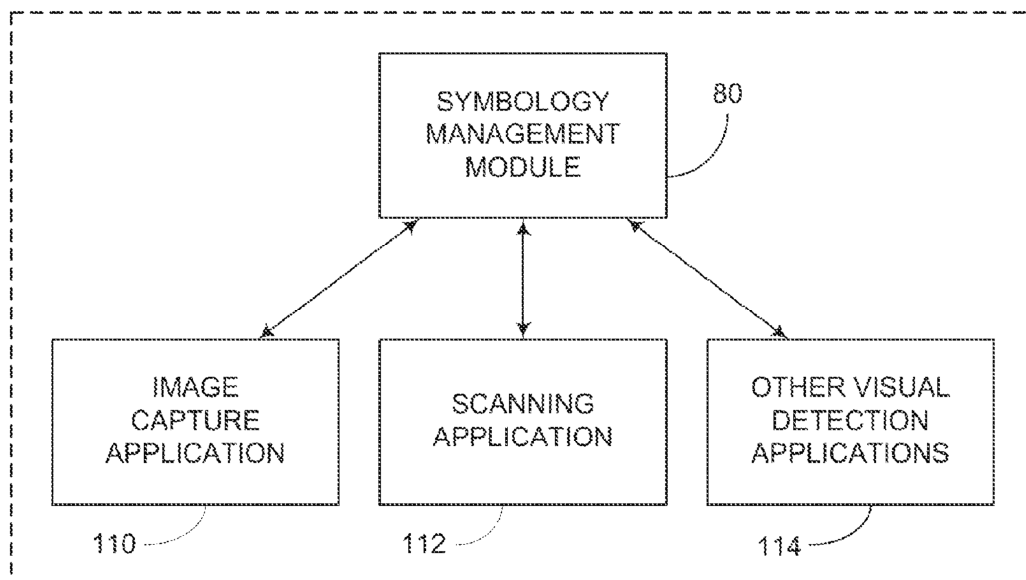 SYMBOLOGY
MANAGEMENT
MODULE
80
IMAGE
CAPTURE
APPLICATION
SCANNING
APPLICATION
OTHER VISUAL
DETECTION
APPLICATIONS
110
112
114